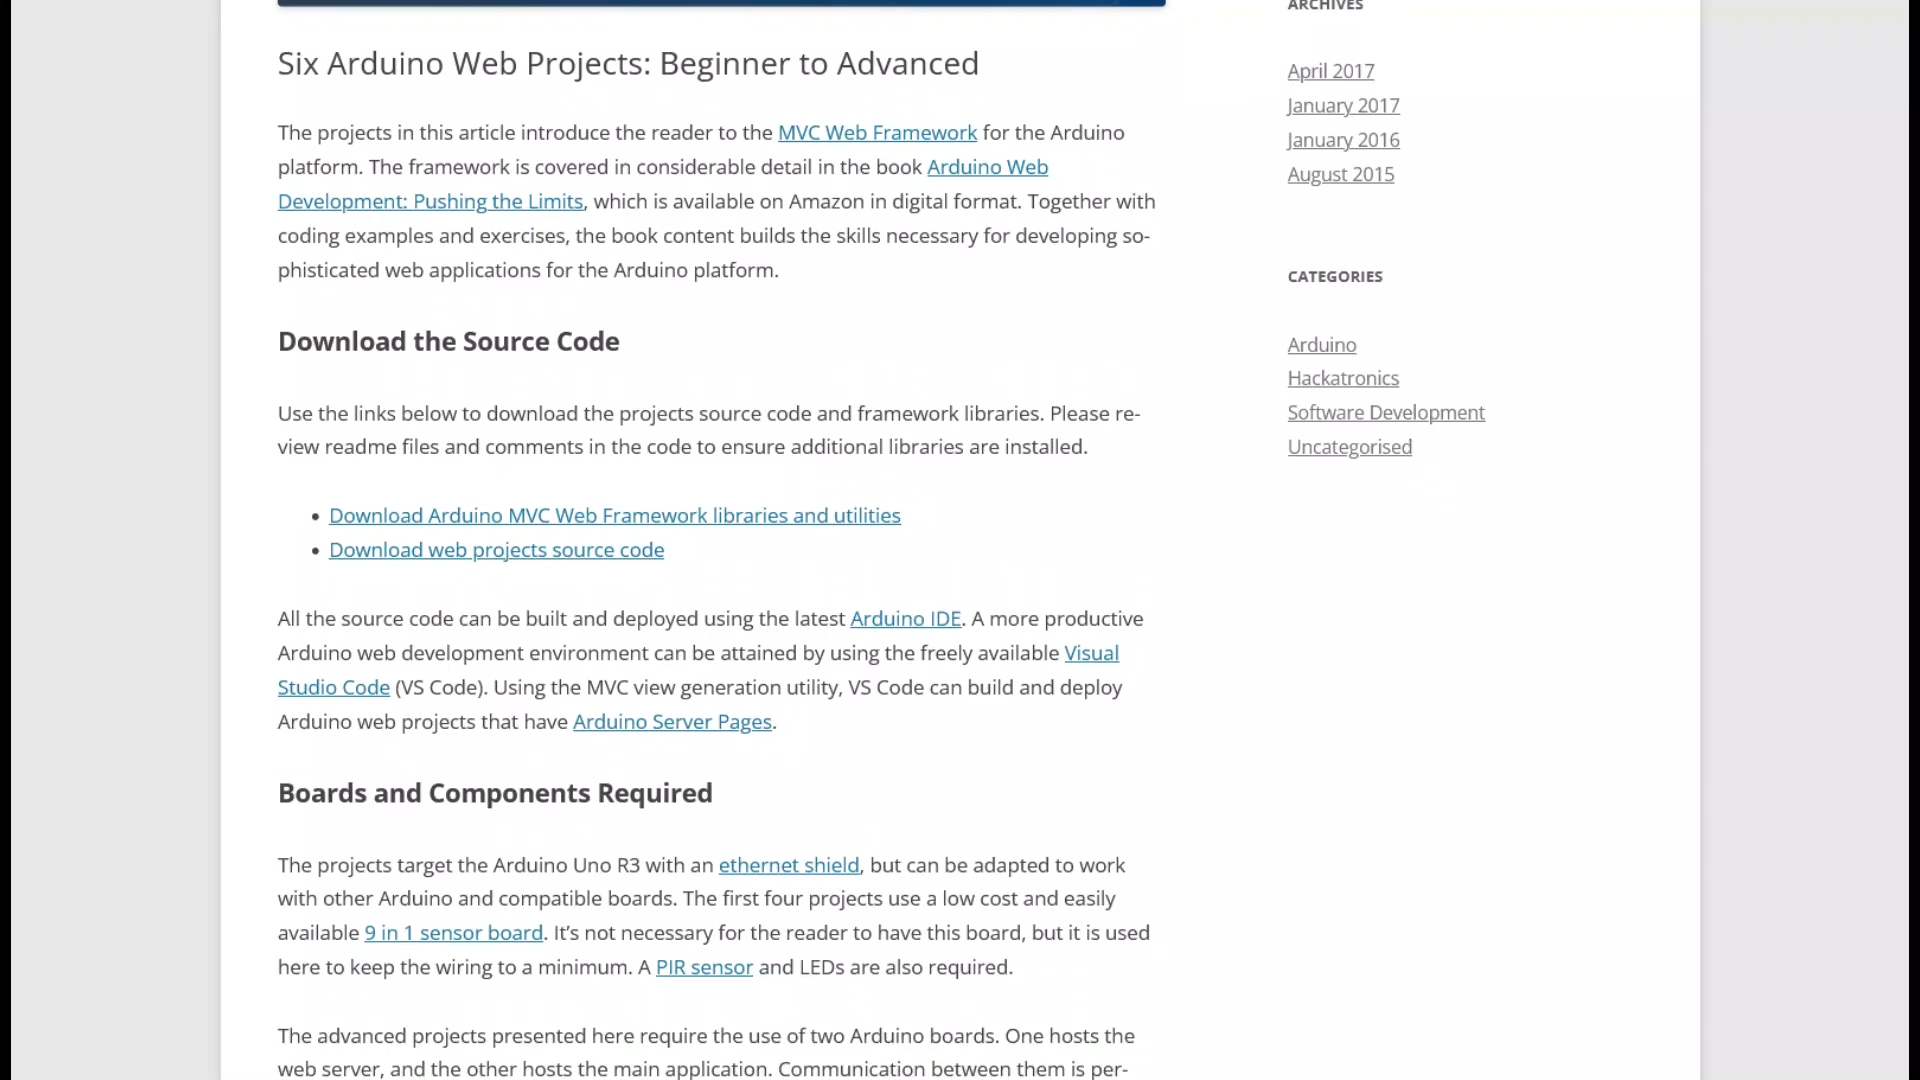 ARCHIVES
Six Arduino Web Projects: Beginner to Advanced
The projects in this article introduce the reader to the MVC Web Framework for the Arduino
platform. The framework is covered in considerable detail in the book Arduino Web
Development: Pushing the Limits, which is available on Amazon in digital format. Together with
coding examples and exercises, the book content builds the skills necessary for developing so-
phisticated web applications for the Arduino platform.
Download the Source Code
Use the links below to download the projects source code and framework libraries. Please re-
view readme files and comments in the code to ensure additional libraries are installed.
• Download Arduino MVC Web Framework libraries and utilities
• Download web projects source code
All the source code can be built and deployed using the latest Arduino IDE. A more productive
Arduino web development environment can be attained by using the freely available Visual
Studio Code (VS Code). Using the MVC view generation utility, VS Code can build and deploy
Arduino web projects that have Arduino Server Pages.
Boards and Components Required
The projects target the Arduino Uno R3 with an ethernet shield, but can be adapted to work
with other Arduino and compatible boards. The first four projects use a low cost and easily
available 9 in 1 sensor board. It’s not necessary for the reader to have this board, but it is used
here to keep the wiring to a minimum. A PIR sensor and LEDs are also required.
The advanced projects presented here require the use of two Arduino boards. One hosts the
web server, and the other hosts the main application. Communication between them is per-
April 2017
January 2017
January 2016
August 2015
CATEGORIES
Arduino
Hackatronics
Software Development
Uncategorised